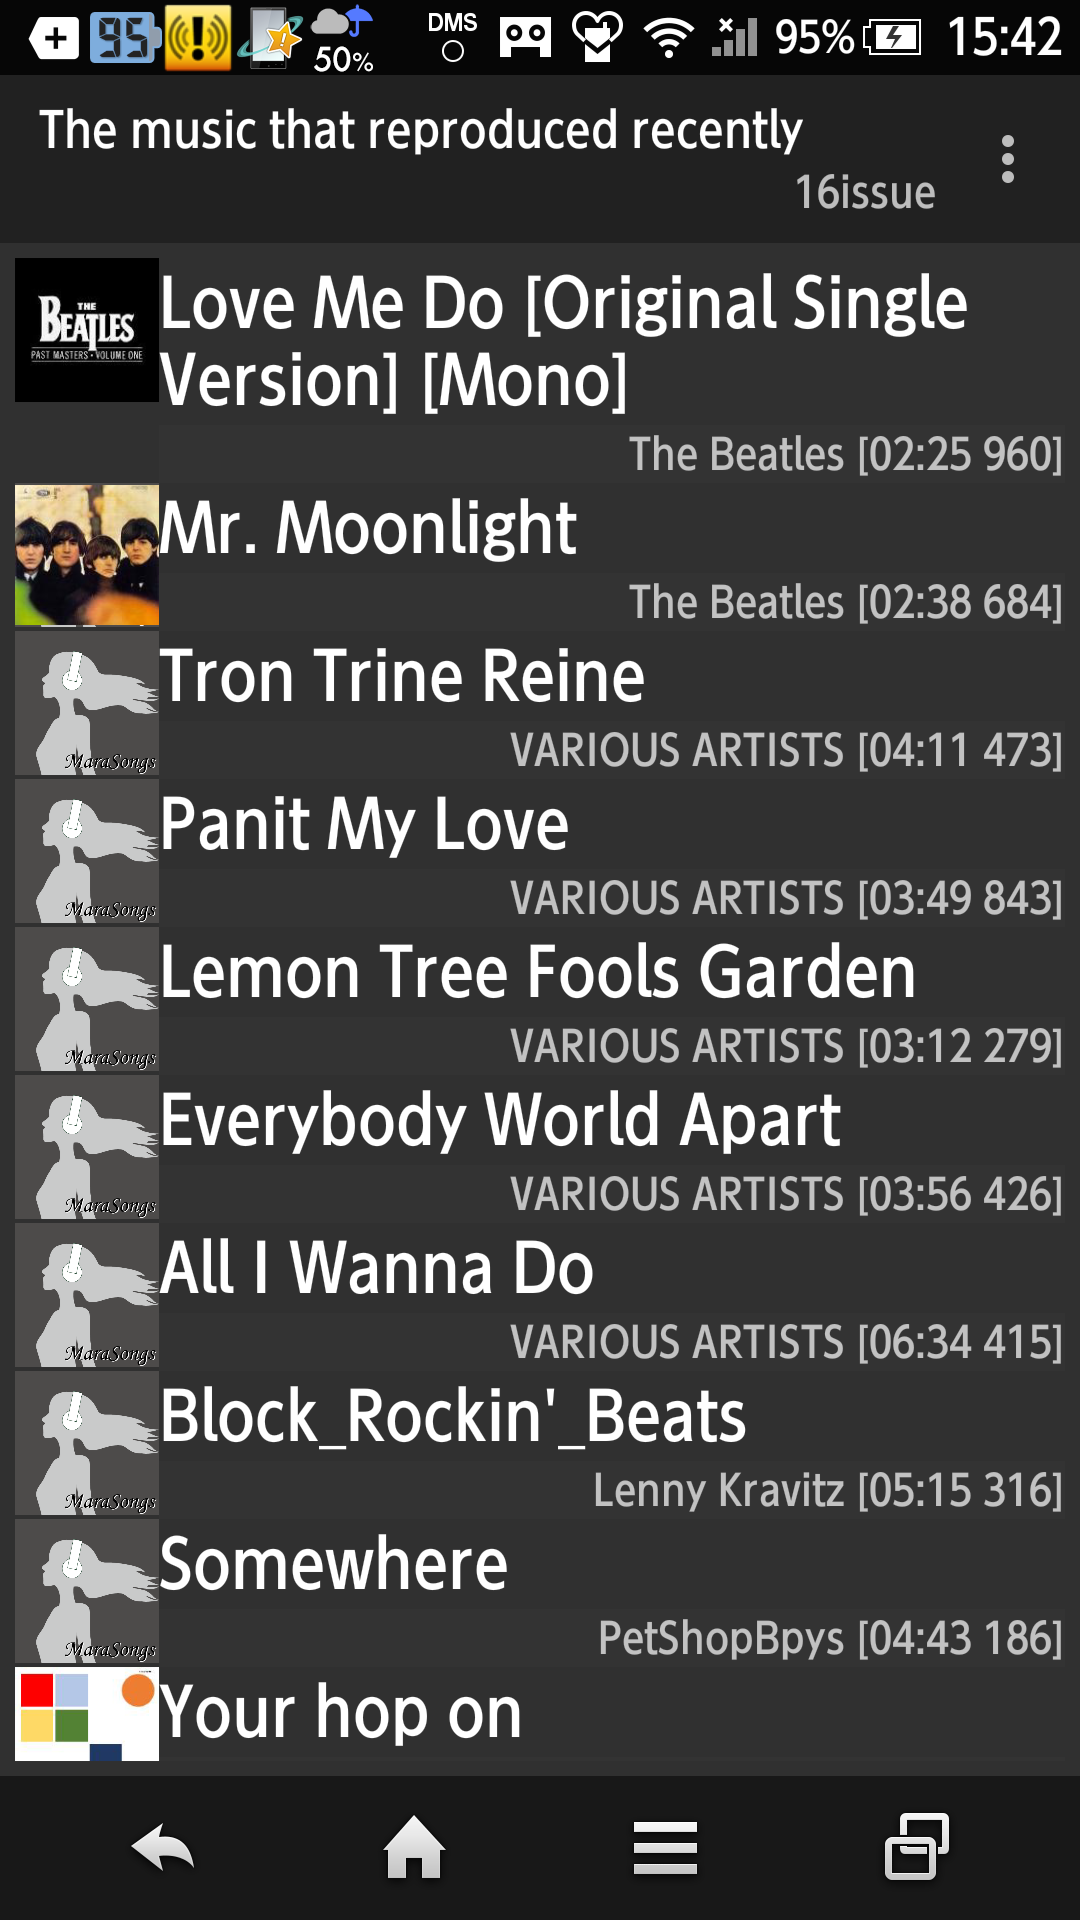 95
50%
DMS
95%
15:42
The music that reproduced recently
16issue
THE
BEATLES
PAST MASTERS • VOLUME ONE
Love Me Do [Original Single
Version] [Mono]
The Beatles [02:25 960]
Mr. Moonlight
The Beatles [02:38 684]
MaraSongs
Tron Trine Reine
VARIOUS ARTISTS [04:11 473]
MaraSongs
Panit My Love
VARIOUS ARTISTS [03:49 843]
MaraSongs
Lemon Tree Fools Garden
VARIOUS ARTISTS [03:12 279]
MaraSongs
Everybody World Apart
VARIOUS ARTISTS [03:56 426]
MaraSongs
All I Wanna Do
VARIOUS ARTISTS [06:34 415]
MaraSongs
Block_Rockin'_Beats
Lenny Kravitz [05:15 316]
MaraSongs
Somewhere
PetShopBpys [04:43 186]
MaraSongs
Your hop on